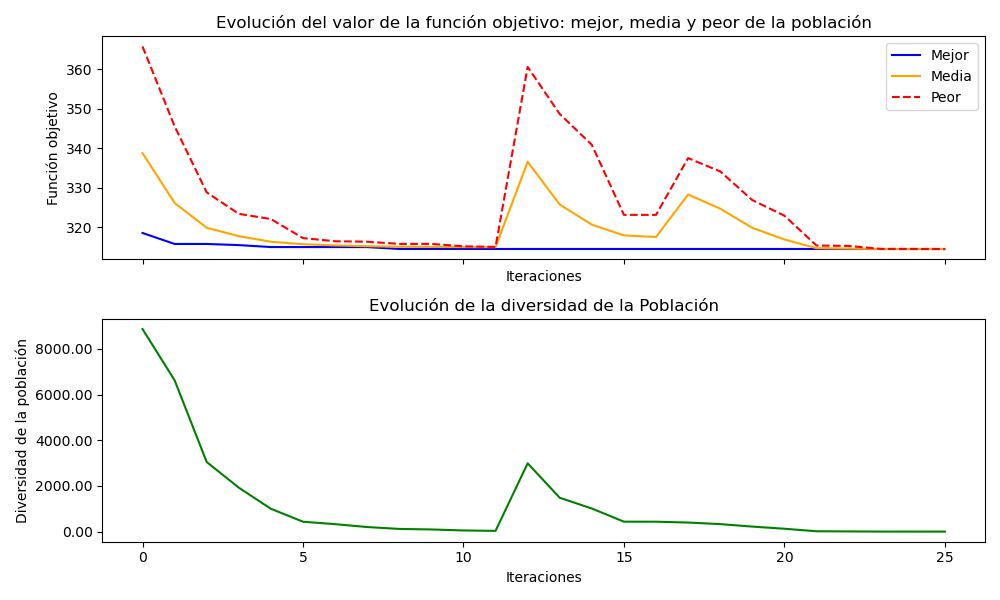 Evolución del valor de la función objetivo: mejor, media y peor de la población
Función objetivo
360
350
340
330
320
Mejor
Media
Peor
Iteraciones
Evolución de la diversidad de la Población
Diversidad de la población
8000.00
6000.00
4000.00
2000.00
0.00
0
5
10
15
20
25
Iteraciones